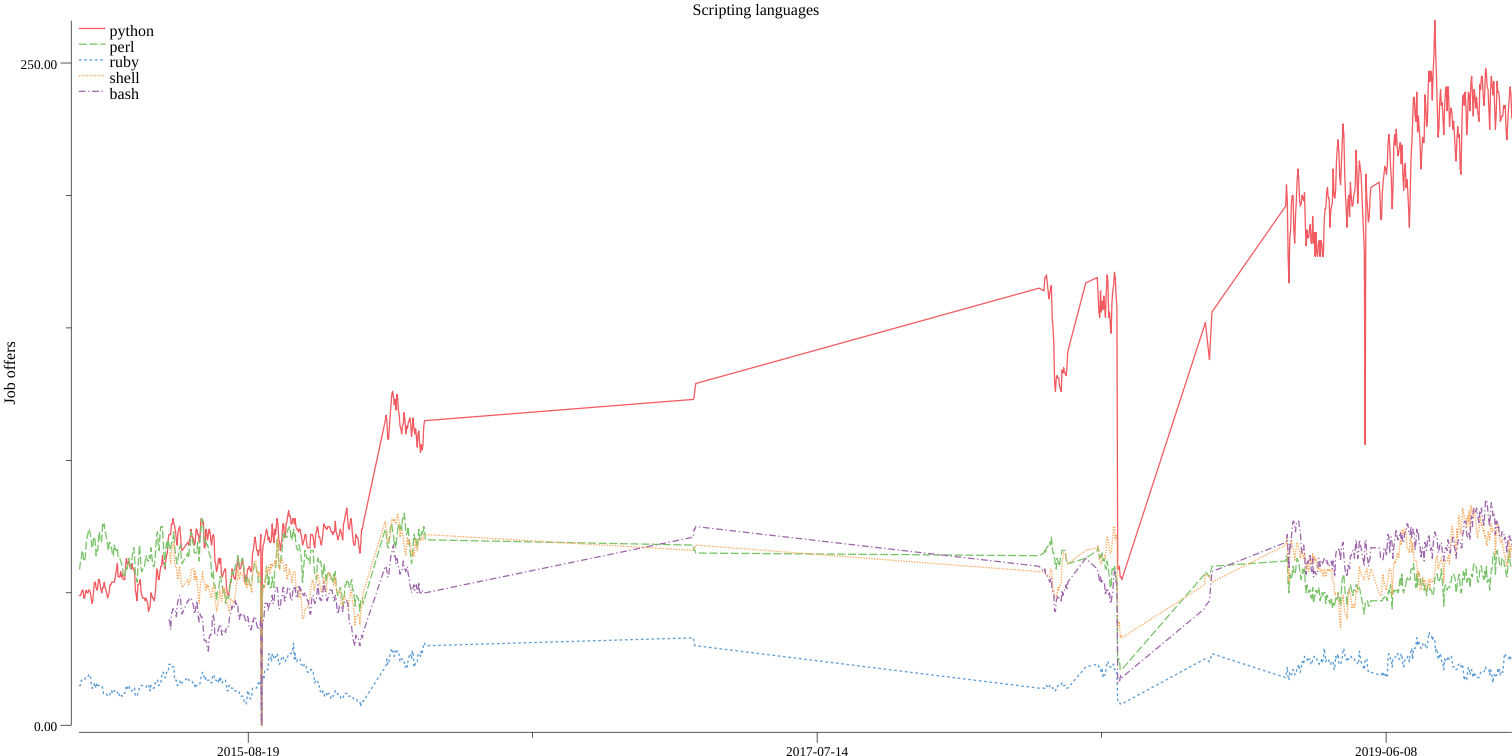 Scripting languages
python
perl
ruby
shell
bash
250.00
Job offers
0.00
2015-08-19
2017-07-14
2019-06-08